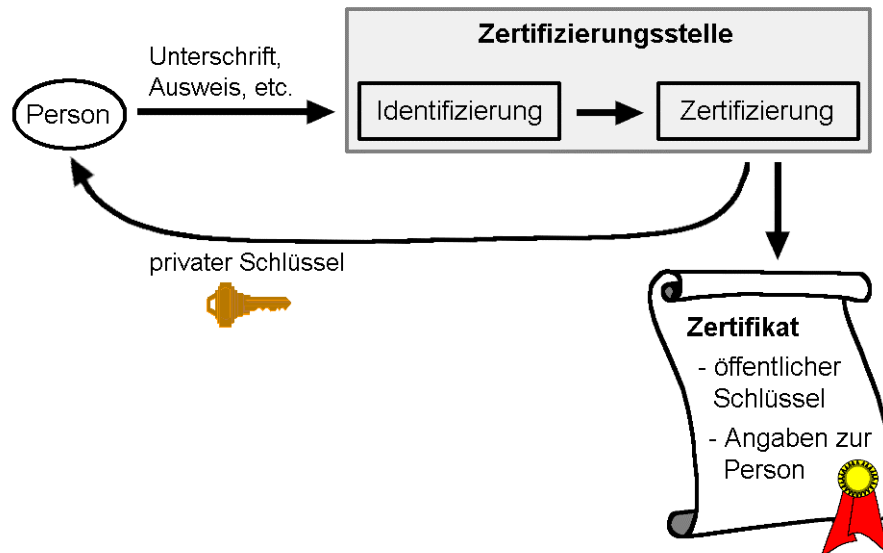 Zertifizierungsstelle
Unterschrift,
Ausweis, etc.
Person
Identifizierung
Zertifizierung
privater Schlüssel
Zertifikat
- öffentlicher
Schlüssel
- Angaben zur
Person